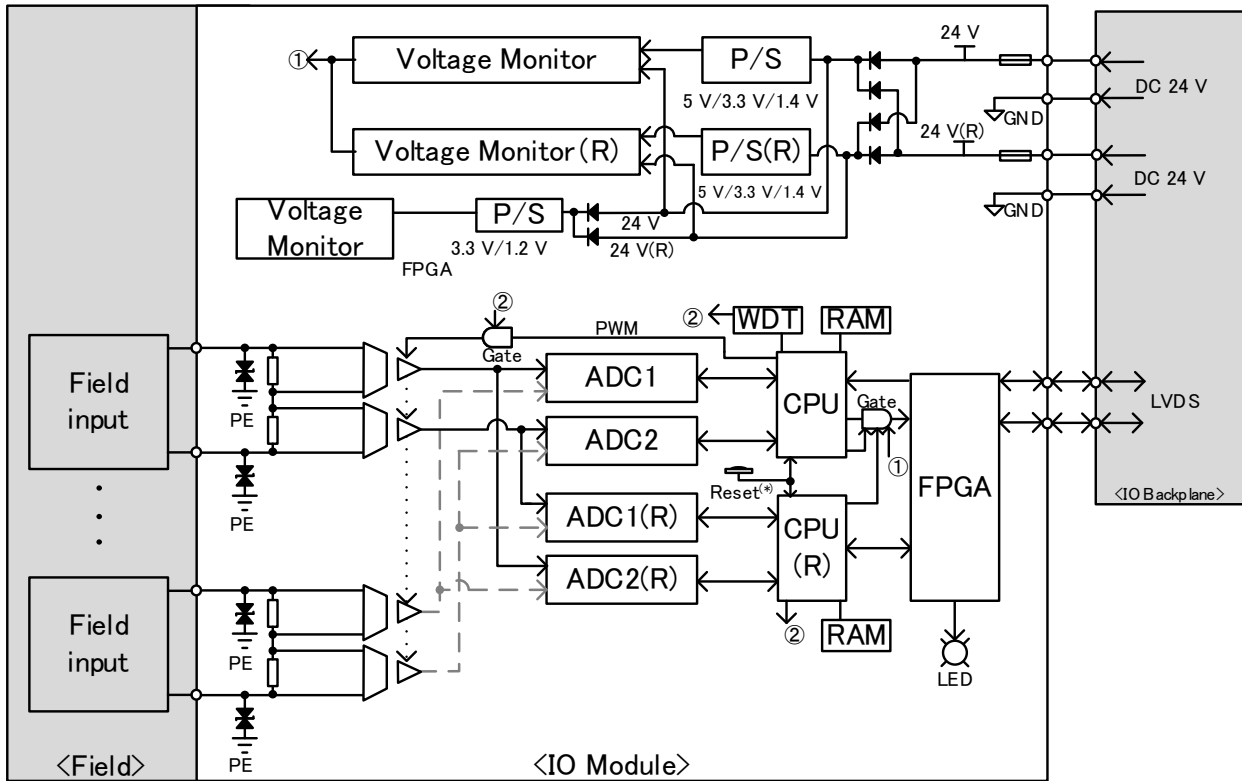 24 V
①
Voltage Monitor
P/S
DC 24 V
5 V/3.3 V/1.4 V
GND
24 V(R)
Voltage Monitor(R)
P/S(R)
DC 24 V
5 V/3.3 V/1.4 V
Voltage
Monitor
P/S
24 V
GND
3.3 V/1.2 V
24 V(R)
FPGA
②
②
WDT
RAM
PWM
Gate
Field
input
PE
ADC1
CPU
Gate
LVDS
ADC2
①
PE
Reset(*)
FPGA
<IO Backplane>
ADC1(R)
CPU
(R)
ADC2(R)
Field
input
PE
②
RAM
LED
PE
<Field>
<IO Module>